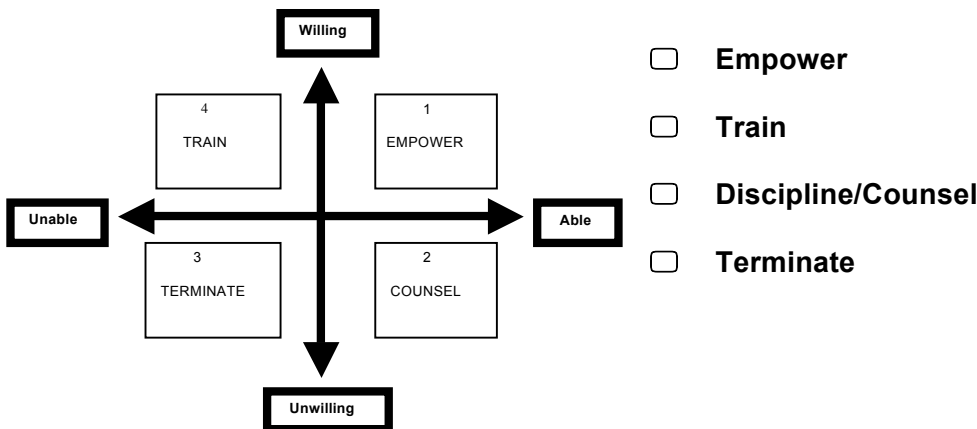 Willing
4
TRAIN
1
EMPOWER
Unable
Able
3
TERMINATE
2
COUNSEL
Unwilling
Empower
Train
Discipline/Counsel
Terminate